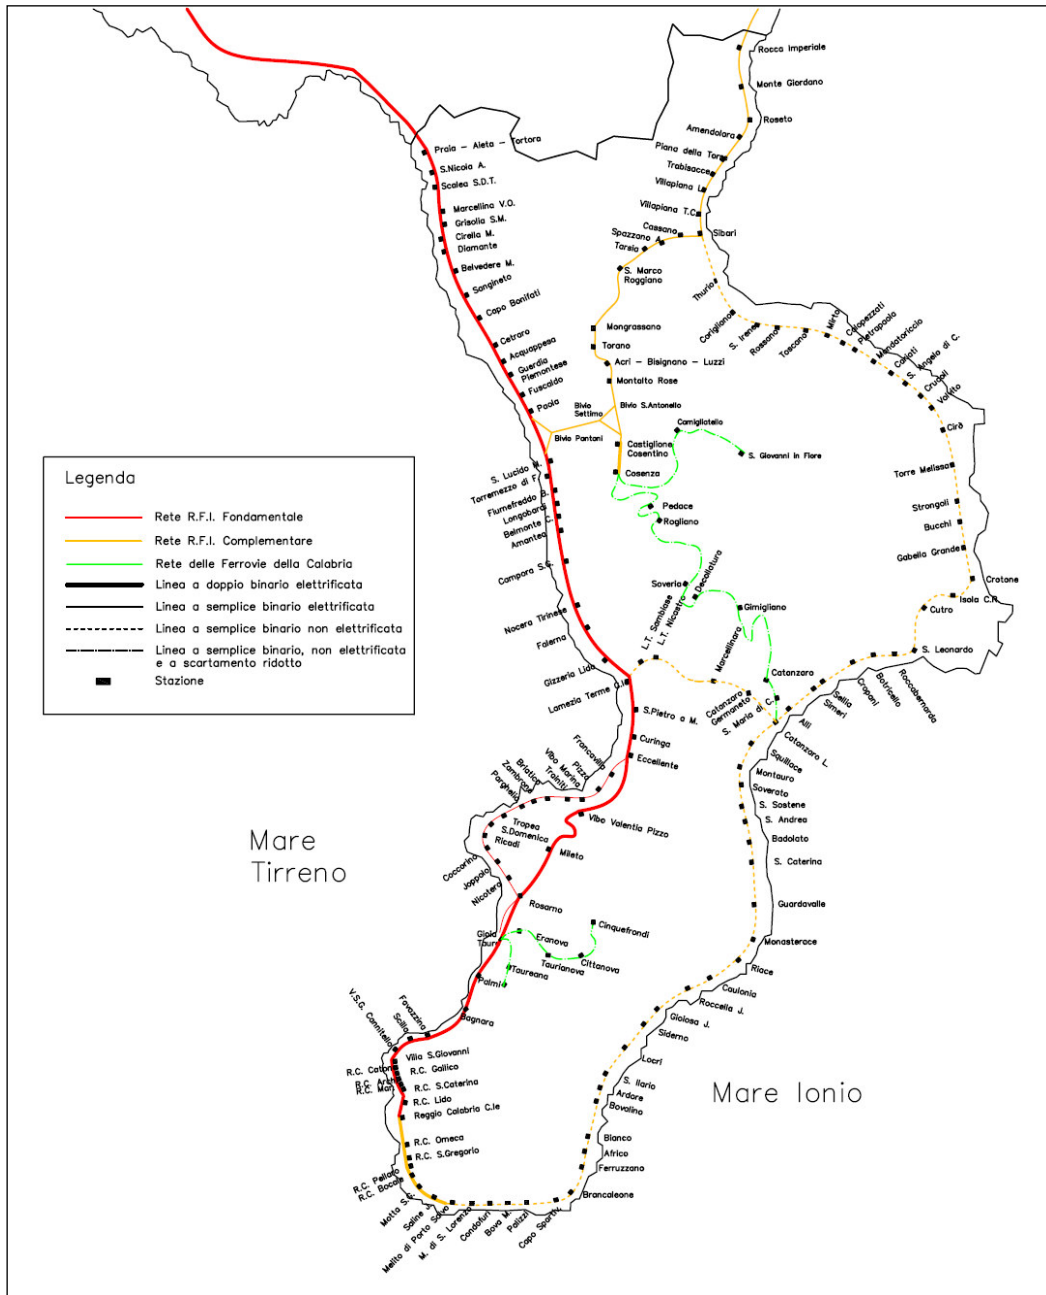 Rocca Imperiale
Monte Giordano
Roseto
Amendolara
Piana della Torre
Trebisacce
Villapiana L.
Villapiana T.C.
Sibari
Cassano
Spezzano A.
Tarsia
S. Marco
Roggiano
Mongrassano
Torano
Acri - Bisignano - Luzzi
Montalto Rose
Bivio S.Antonello
Bivio
Settimo
Bivio Pantani
Castiglione
Cosentino
Cosenza
Praia - Aieta - Tortora
S.Nicola A.
Scalea S.D.T.
Marcellina V.O.
Grisolia S.M.
Cirella M.
Diamante
Belvedere M.
Sangineto
Capo Bonifati
Cetraro
Acquappesa
Guardia
Piemontese
Fuscaldo
Paola
S. Lucido M.
Torremezzo di F.
Fiumefreddo B.
Longobardi
Belmonte C.
Amantea
Campora S.G.
Nocera Tirinese
Falerna
Gizzeria Lido
Lamezia Terme C.le
Thurio
Corigliano
S. Irene
Rossano
Toscano
Mirto
Calopezzati
Pietrapaola
Mandatoriccio
Cariati
S. Angelo di C.
Crucoli
Cirò
Torre Melissa
Strongoli
Bucchi
Gabella Grande
Crotone
Isola C.R.
Cutro
S. Leonardo
Roccabernarda
Botricello
Cropani
Sellia
Simeri
Alli
Catanzaro L.
Camigliatello
S. Giovanni in Fiore
Pedace
Rogliano
Soveria
Decollatura
Gimigliano
Catanzaro
L.T. Sambiase
L.T. Nicastro
Marcellinara
Catanzaro
Germaneto
S. Maria di C.
Legenda
Rete R.F.I. Fondamentale
Rete R.F.I. Complementare
Rete delle Ferrovie della Calabria
Linea a doppio binario elettrificata
Linea a semplice binario elettrificata
Linea a semplice binario non elettrificata
Linea a semplice binario, non elettrificata
e a scartamento ridotto
Stazione
S.Pietro a M.
Curinga
Eccellente
Francavilla
Pizzo
Vibo Marina
Trainiti
Briatico
Zambrone
Parghelia
Tropea
S.Domenica
Ricadi
Coccorino
Joppolo
Nicotera
Vibo Valentia Pizzo
Mileto
Rosarno
Mare
Tirreno
Squillace
Montauro
Soverato
S. Sostene
S. Andrea
Badolato
S. Caterina
Guardavalle
Monasterace
Riace
Caulonia
Roccella J.
Gioiosa J.
Siderno
Locri
S. Ilario
Ardore
Bovalino
Bianco
Africo
Ferruzzano
Brancaleone
Mare Ionio
Gioia
Tauro
Eranova
Cinquefrondi
Taurianova
Cittanova
Taureana
Palmi
Bagnara
Favazzina
Scilla
V.S.G. Cannitello
Villa S.Giovanni
R.C. Gallico
R.C. S.Caterina
R.C. Lido
Reggio Calabria C.le
R.C. Omeca
R.C. S.Gregorio
R.C. Pellaro
R.C. Bocale
Motta S.G.
Saline J.
Melito di Porto Salvo
M. di S. Lorenzo
Condofuri
Bova M.
Palizzi
Capo Spartiv.